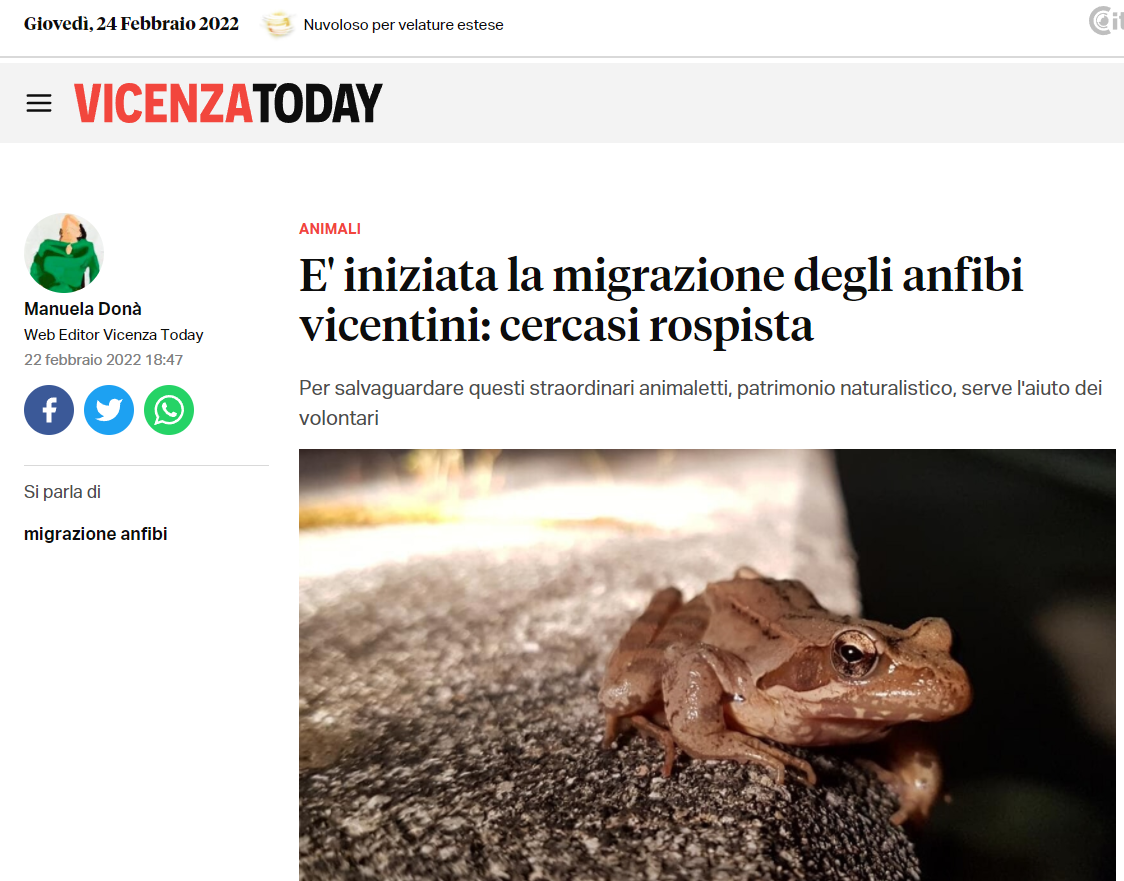 Giovedì, 24 Febbraio 2022
Nuvoloso per velature estese
VICENZATODAY
Manuela Donà
Web Editor Vicenza Today
22 febbraio 2022 18:47
Si parla di
migrazione anfibi
ANIMALI
E' iniziata la migrazione degli anfibi
vicentini: cercasi rospista
Per salvaguardare questi straordinari animaletti, patrimonio naturalistico, serve l'aiuto dei
volontari